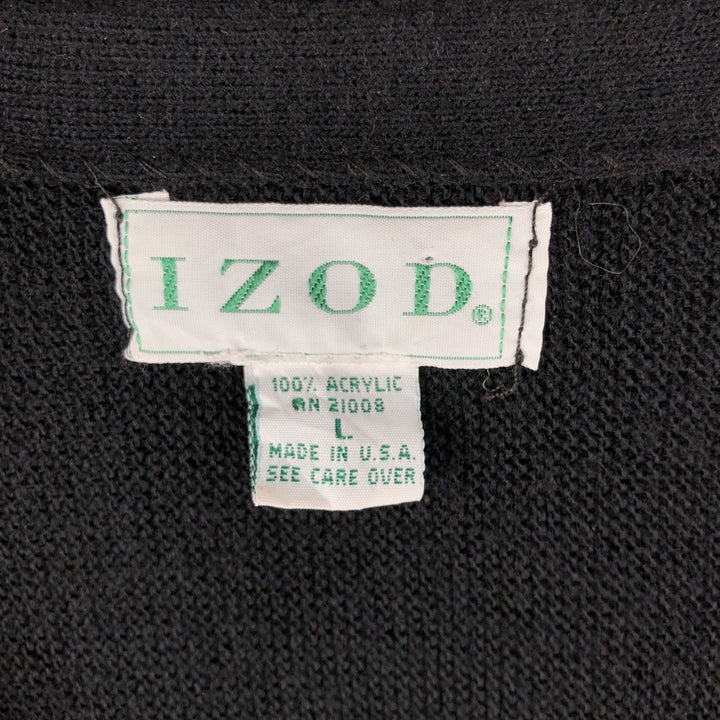 IZOD®
100% ACRYLIC
RN 21008
L
MADE IN U.S.A.
SEE CARE OVER